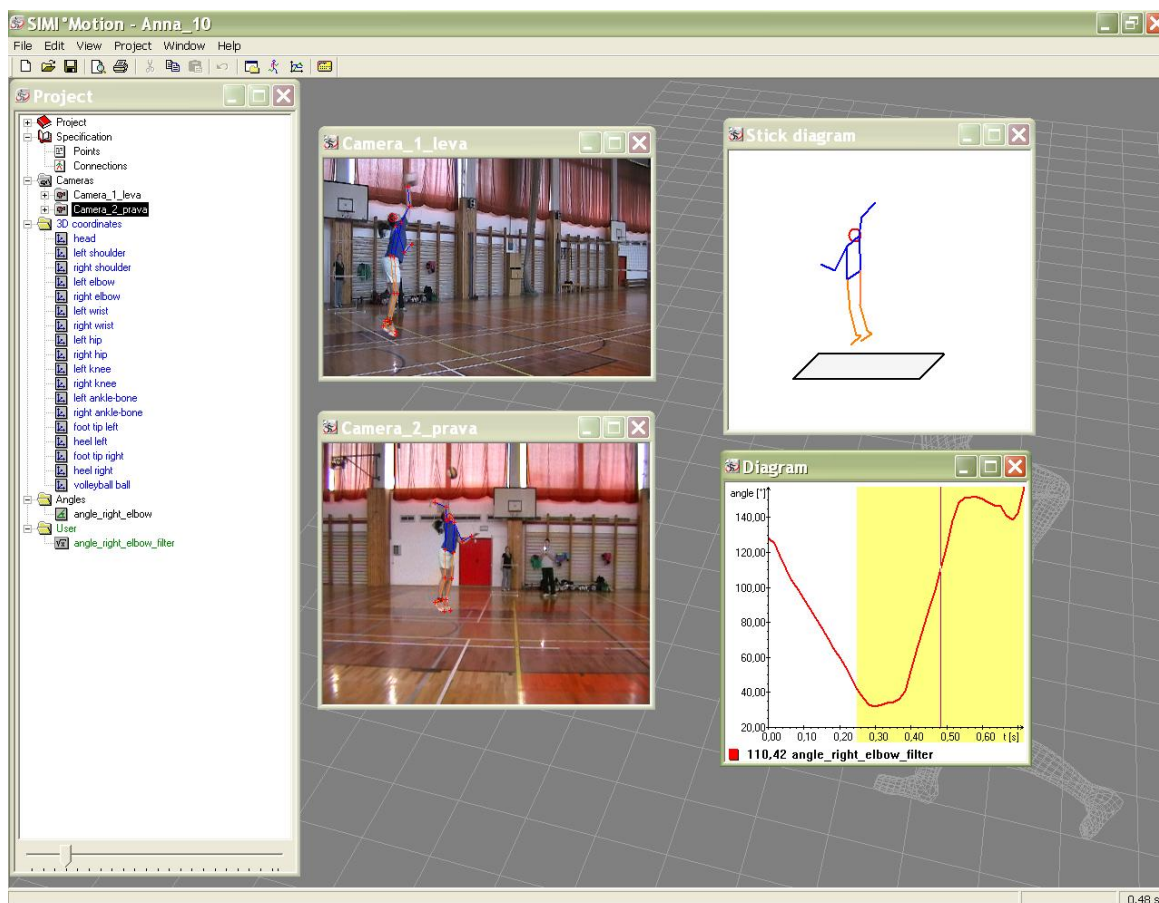 SIMI°Motion - Anna_10
File Edit View Project Window Help
Project
Project
Specification
Points
Connections
Cameras
Camera_1_leva
Camera_2_prava
3D coordinates
head
left shoulder
right shoulder
left elbow
right elbow
left wrist
right wrist
left hip
right hip
left knee
right knee
left ankle-bone
right ankle-bone
foot tip left
heel left
foot tip right
heel right
volleyball ball
Angles
angle_right_elbow
User
angle_right_elbow_filter
Camera_1_leva
Camera_2_prava
Stick diagram
Diagram
angle [°]
140,00
120,00
100,00
80,00
60,00
40,00
20,00
0,00 0,10 0,20 0,30 0,40 0,50 0,60 t [s]
110,42 angle_right_elbow_filter
0.48 s